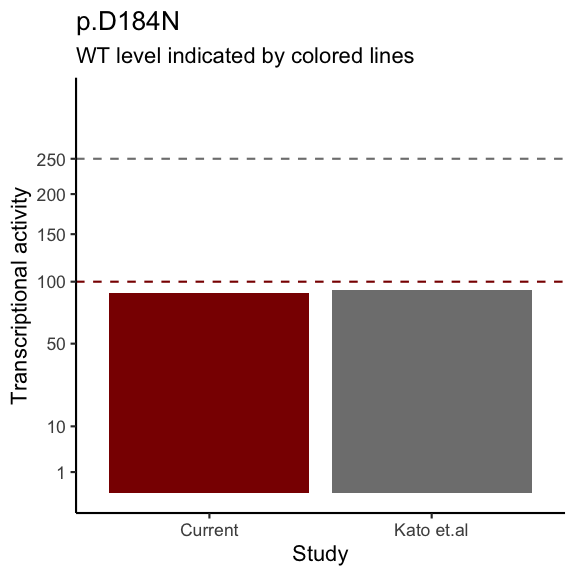 p.D184N
WT level indicated by colored lines
Transcriptional activity
250
200
150
100
50
10
1
Current
Kato et.al
Study